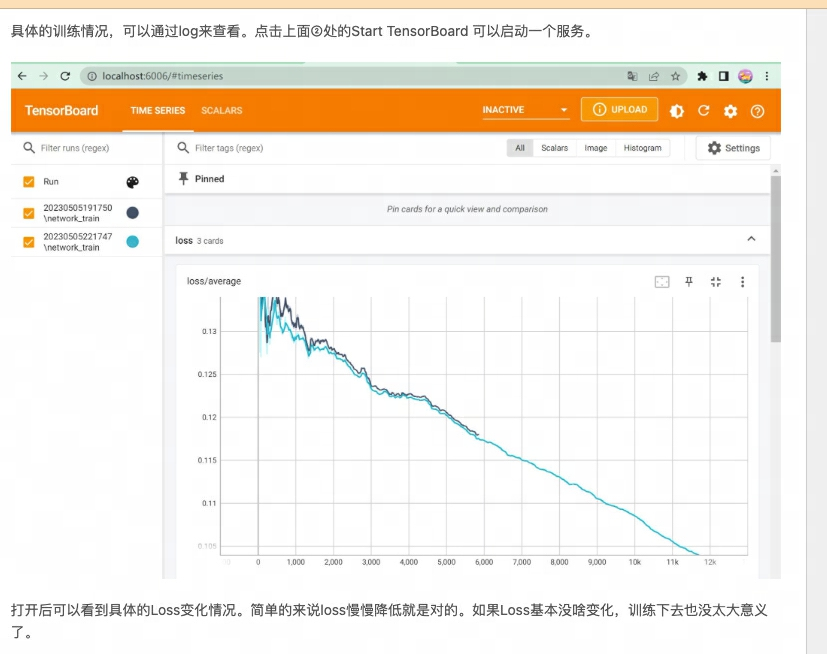 具体的训练情况，可以通过log来查看。点击上面②处的Start TensorBoard 可以启动一个服务。
localhost:6006/#timeseries
TensorBoard TIME SERIES SCALARS INACTIVE UPLOAD
Filter runs (regex) Filter tags (regex) All Scalars Image Histogram Settings
Run Pinned
20230505191750
\network_train
Pin cards for a quick view and comparison
20230505221747
\network_train
loss 3 cards
loss/average
0.13
0.125
0.12
0.115
0.11
0.105
0 1,000 2,000 3,000 4,000 5,000 6,000 7,000 8,000 9,000 10k 11k 12k
打开后可以看到具体的Loss变化情况。简单的来说loss慢慢降低就是对的。如果Loss基本没啥变化，训练下去也没太大意义
了。